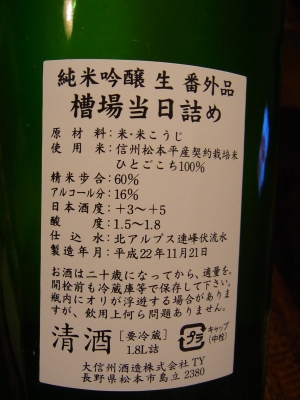 純米吟醸 生 番外品
槽場当日詰め
原材料:米・米こうじ
使用米:信州松本平産契約栽培米
ひとごこち100%
精米歩合:60%
アルコール分:16%
日本酒度:+3〜+5
酸度:1.5〜1.8
仕込水:北アルプス連峰伏流水
製造年月:平成22年11月21日
お酒は二十歳になってから、適量を。
開栓前も冷蔵庫等で保存して下さい。
瓶内にオリが浮遊する場合がありま
すが、飲用上何ら問題ありません。
清酒 [要冷蔵] 1.8L詰 プラ キャップ (中栓)
大信州酒造株式会社TY
長野県松本市島立 2380